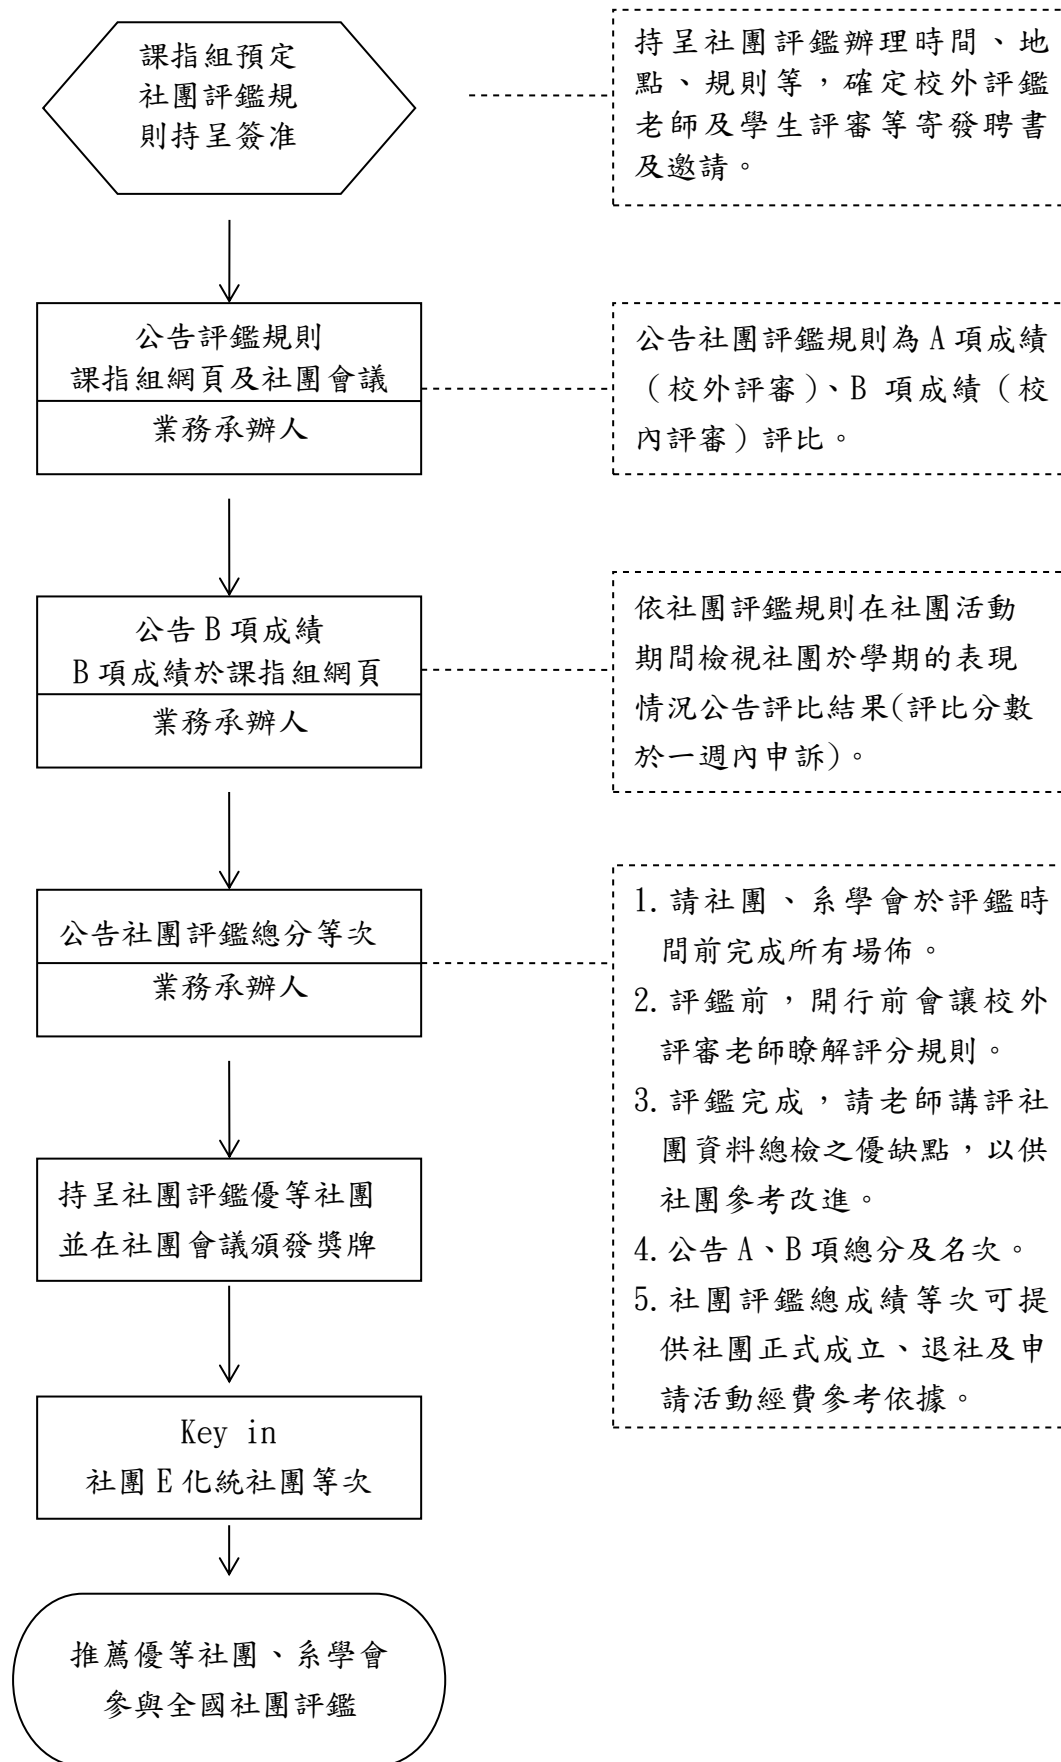 課指組預定
社團評鑑規
則持呈簽准
持呈社團評鑑辦理時間、地
點、規則等，確定校外評鑑
老師及學生評審等寄發聘書
及邀請。
公告評鑑規則
課指組網頁及社團會議
業務承辦人
公告社團評鑑規則為 A 項成績
（校外評審）、B 項成績（校
內評審）評比。
公告 B 項成績
B 項成績於課指組網頁
業務承辦人
依社團評鑑規則在社團活動
期間檢視社團於學期的表現
情況公告評比結果(評比分數
於一週內申訴)。
公告社團評鑑總分等次
業務承辦人
1. 請社團、系學會於評鑑時
間前完成所有場佈。
2. 評鑑前，開行前會讓校外
評審老師瞭解評分規則。
3. 評鑑完成，請老師講評社
團資料總檢之優缺點，以供
社團參考改進。
4. 公告 A、B 項總分及名次。
5. 社團評鑑總成績等次可提
供社團正式成立、退社及申
請活動經費參考依據。
持呈社團評鑑優等社團
並在社團會議頒發獎牌
Key in
社團 E 化統社團等次
推薦優等社團、系學會
參與全國社團評鑑